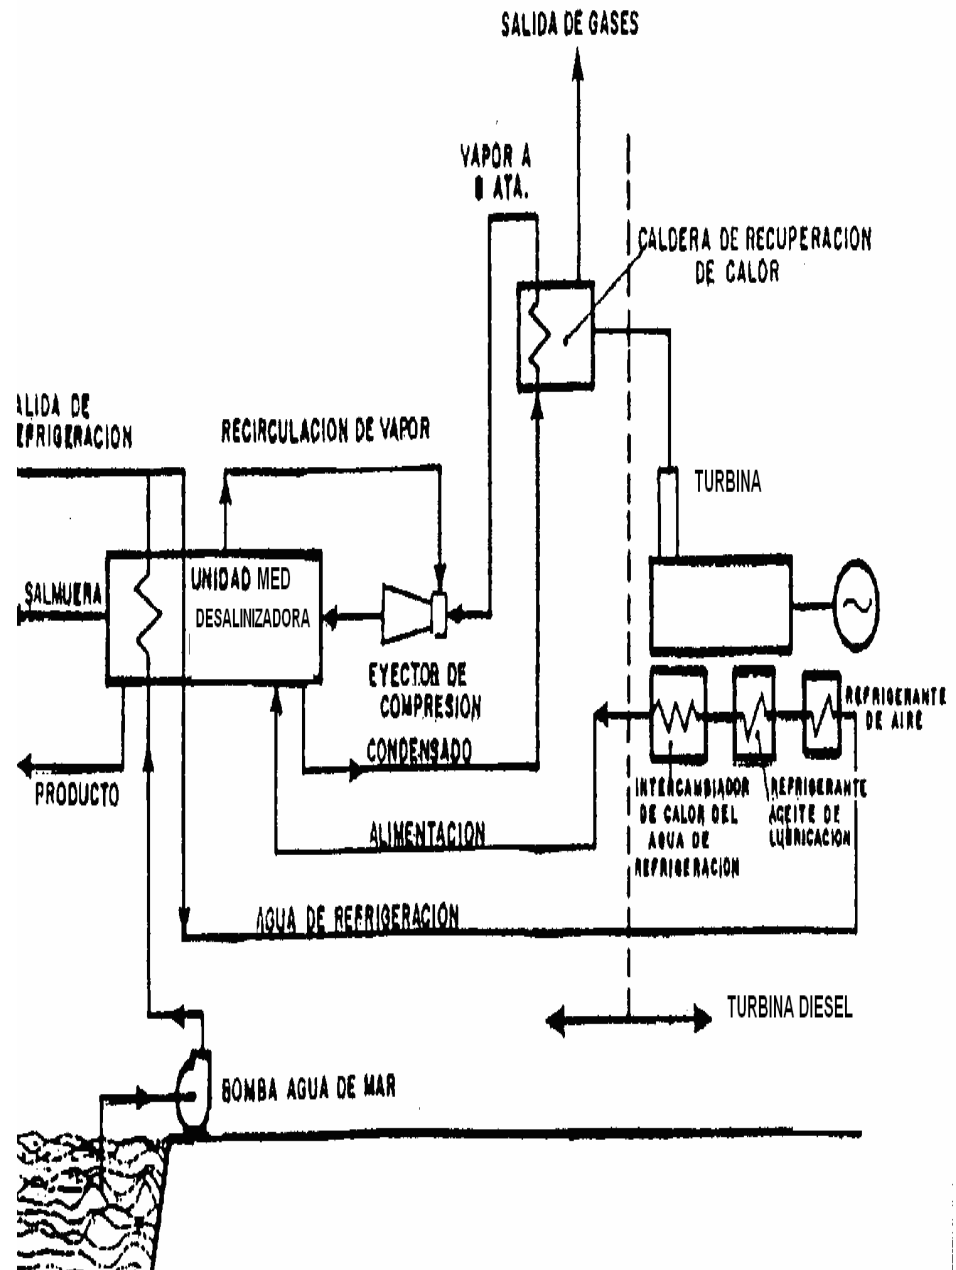 SALIDA DE GASES
VAPOR A
ATA.
CALDERA DE RECUPERACION
DE CALOR
ALIDA DE
EFRIGERACION
RECIRCULACION DE VAPOR
TURBINA
UNIDAD MED
DESALINIZADORA
SALMUERA
EYECTOR DE
COMPRESION
REFRIGERANTE
DE AIRE
CONDENSADO
PRODUCTO
INTERCAMBIADOR
DE CALOR DEL
AGUA DE
REFRIGERACION
REFRIGERANTE
ACEITE DE
LUBRICACION
ALIMENTACION
AGUA DE REFRIGERACIÓN
TURBINA DIESEL
BOMBA AGUA DE MAR